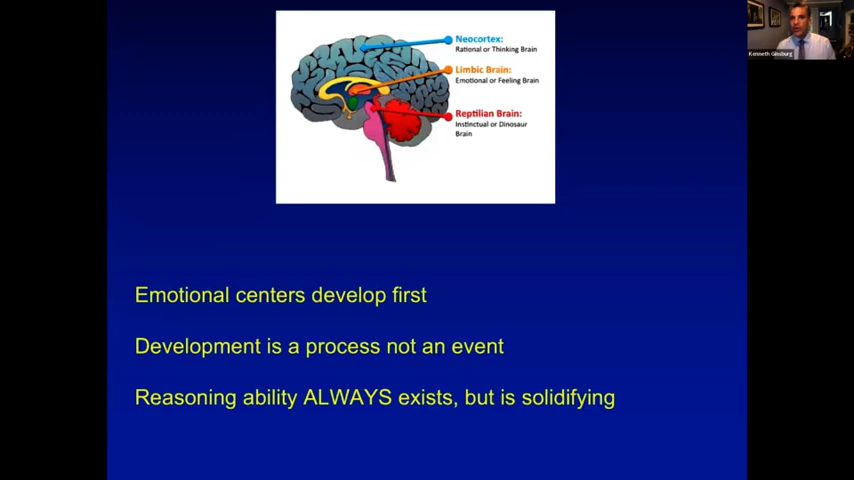 Neocortex:
Rational or Thinking Brain
Limbic Brain:
Emotional or Feeling Brain
Reptilian Brain:
Instinctual or Dinosaur
Brain
Kenneth Ginsburg
Emotional centers develop first
Development is a process not an event
Reasoning ability ALWAYS exists, but is solidifying